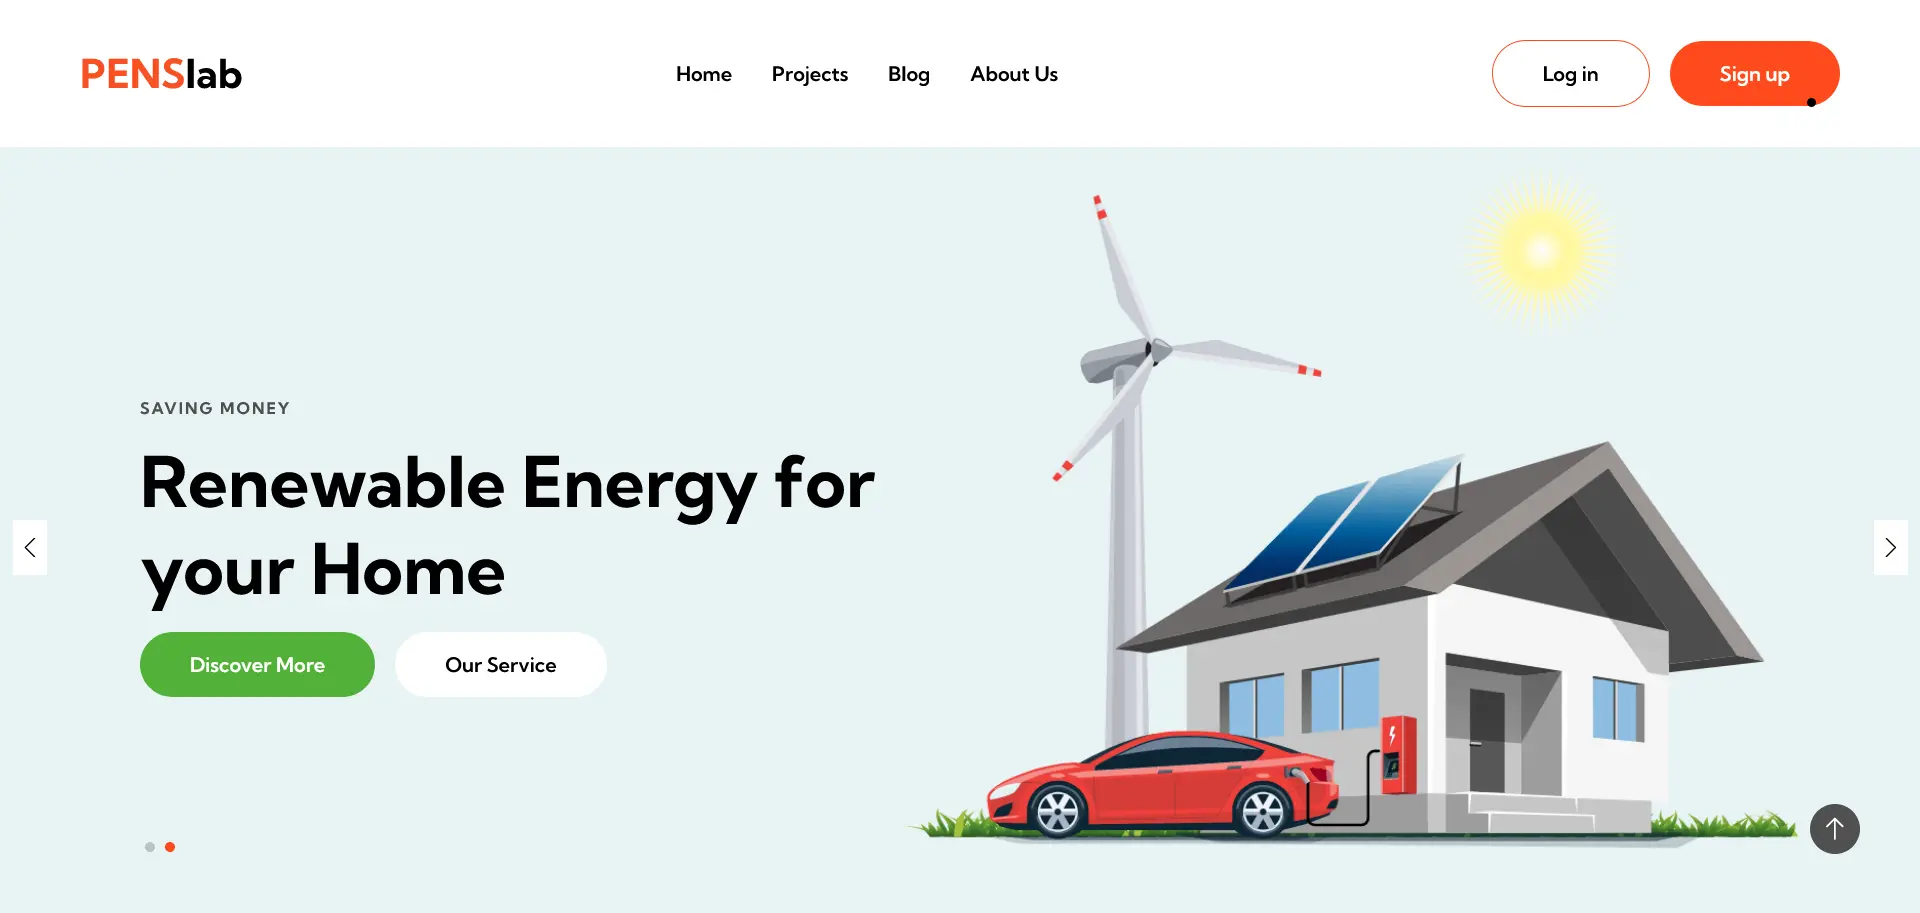 PENSlab
Home
Projects
Blog
About Us
Log in
Sign up
SAVING MONEY
Renewable Energy for
your Home
Discover More
Our Service